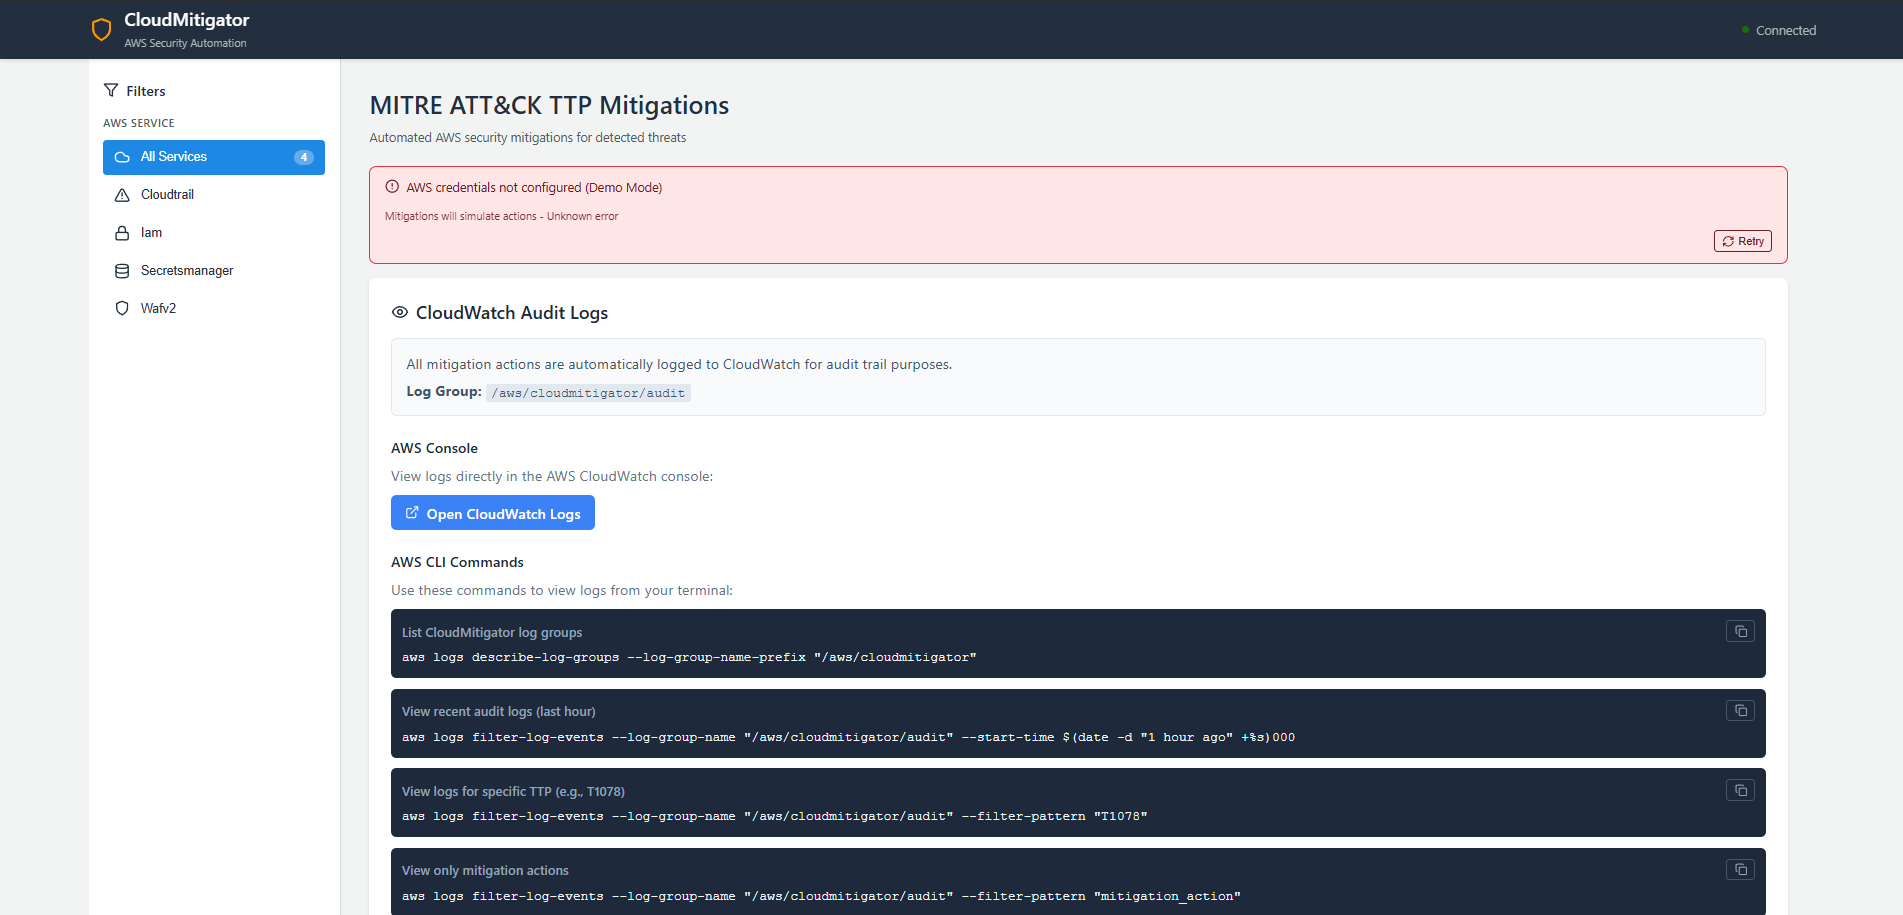 CloudMitigator
AWS Security Automation
Connected
Filters
AWS SERVICE
All Services 4
Cloudtrail
Iam
Secretsmanager
Wafv2
MITRE ATT&CK TTP Mitigations
Automated AWS security mitigations for detected threats
AWS credentials not configured (Demo Mode)
Mitigations will simulate actions - Unknown error
Retry
CloudWatch Audit Logs
All mitigation actions are automatically logged to CloudWatch for audit trail purposes.
Log Group: /aws/cloudmitigator/audit
AWS Console
View logs directly in the AWS CloudWatch console:
Open CloudWatch Logs
AWS CLI Commands
Use these commands to view logs from your terminal:
List CloudMitigator log groups
aws logs describe-log-groups --log-group-name-prefix "/aws/cloudmitigator"
View recent audit logs (last hour)
aws logs filter-log-events --log-group-name "/aws/cloudmitigator/audit" --start-time $(date -d "1 hour ago" +%s)000
View logs for specific TTP (e.g., T1078)
aws logs filter-log-events --log-group-name "/aws/cloudmitigator/audit" --filter-pattern "T1078"
View only mitigation actions
aws logs filter-log-events --log-group-name "/aws/cloudmitigator/audit" --filter-pattern "mitigation_action"